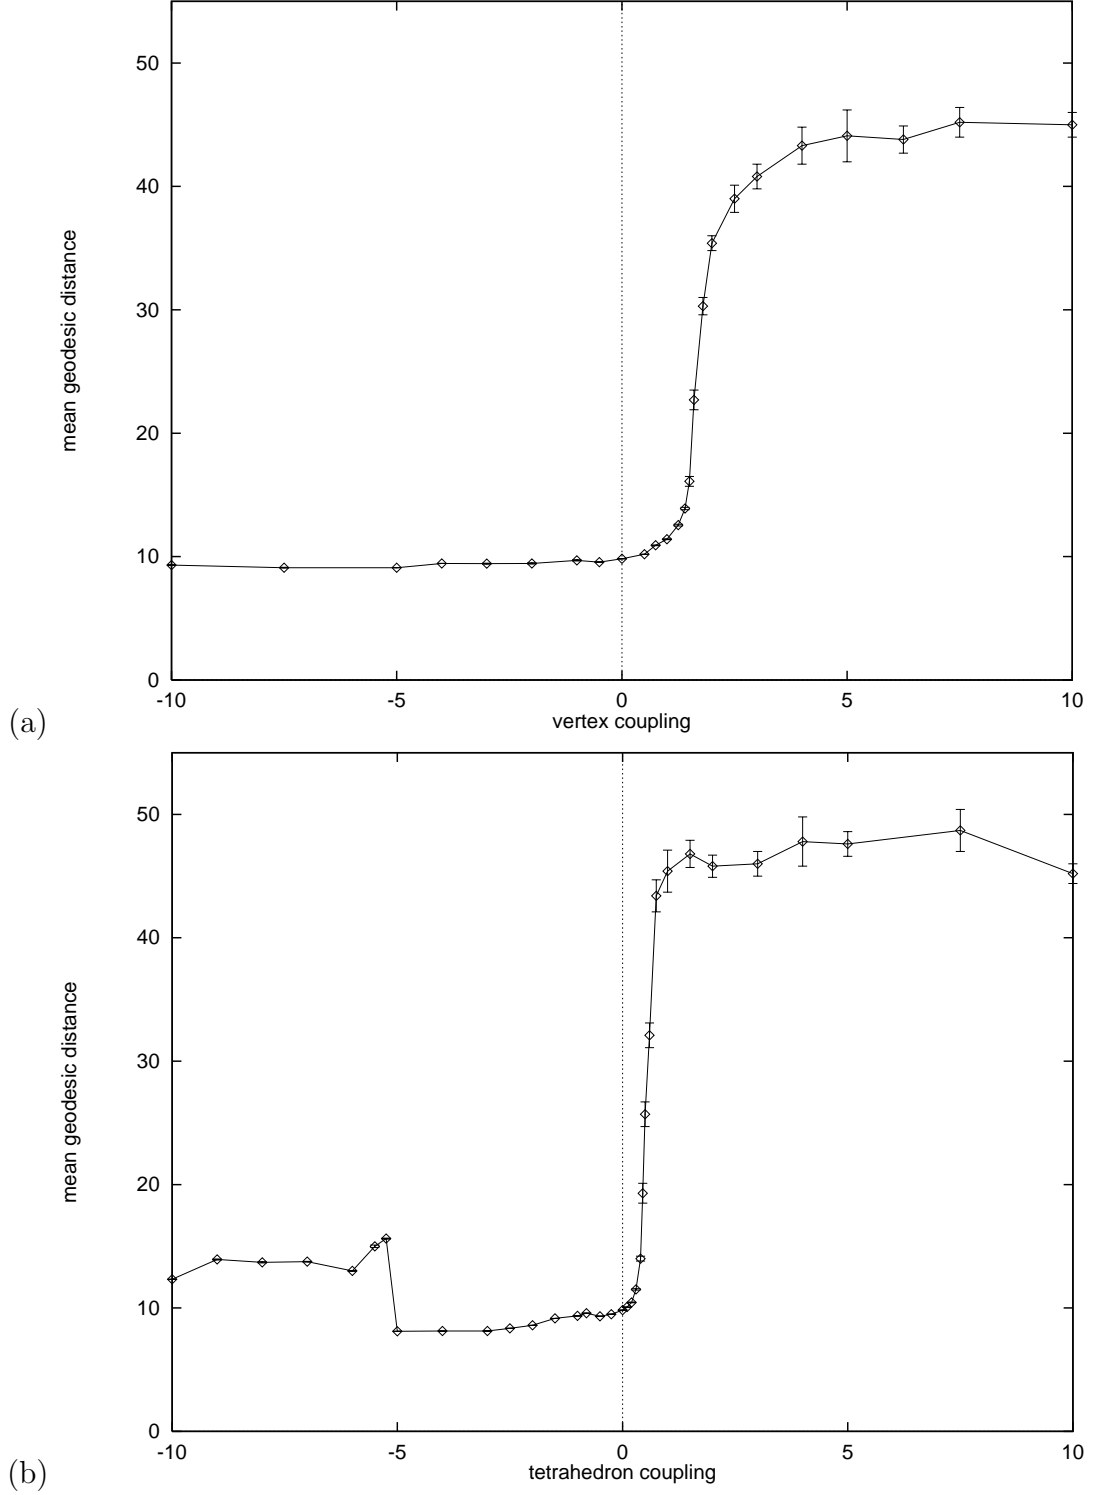 50
40
30
20
10
0
mean geodesic distance
-10 -5 0 5 10
vertex coupling
(a)
50
40
30
20
10
0
mean geodesic distance
-10 -5 0 5 10
tetrahedron coupling
(b)